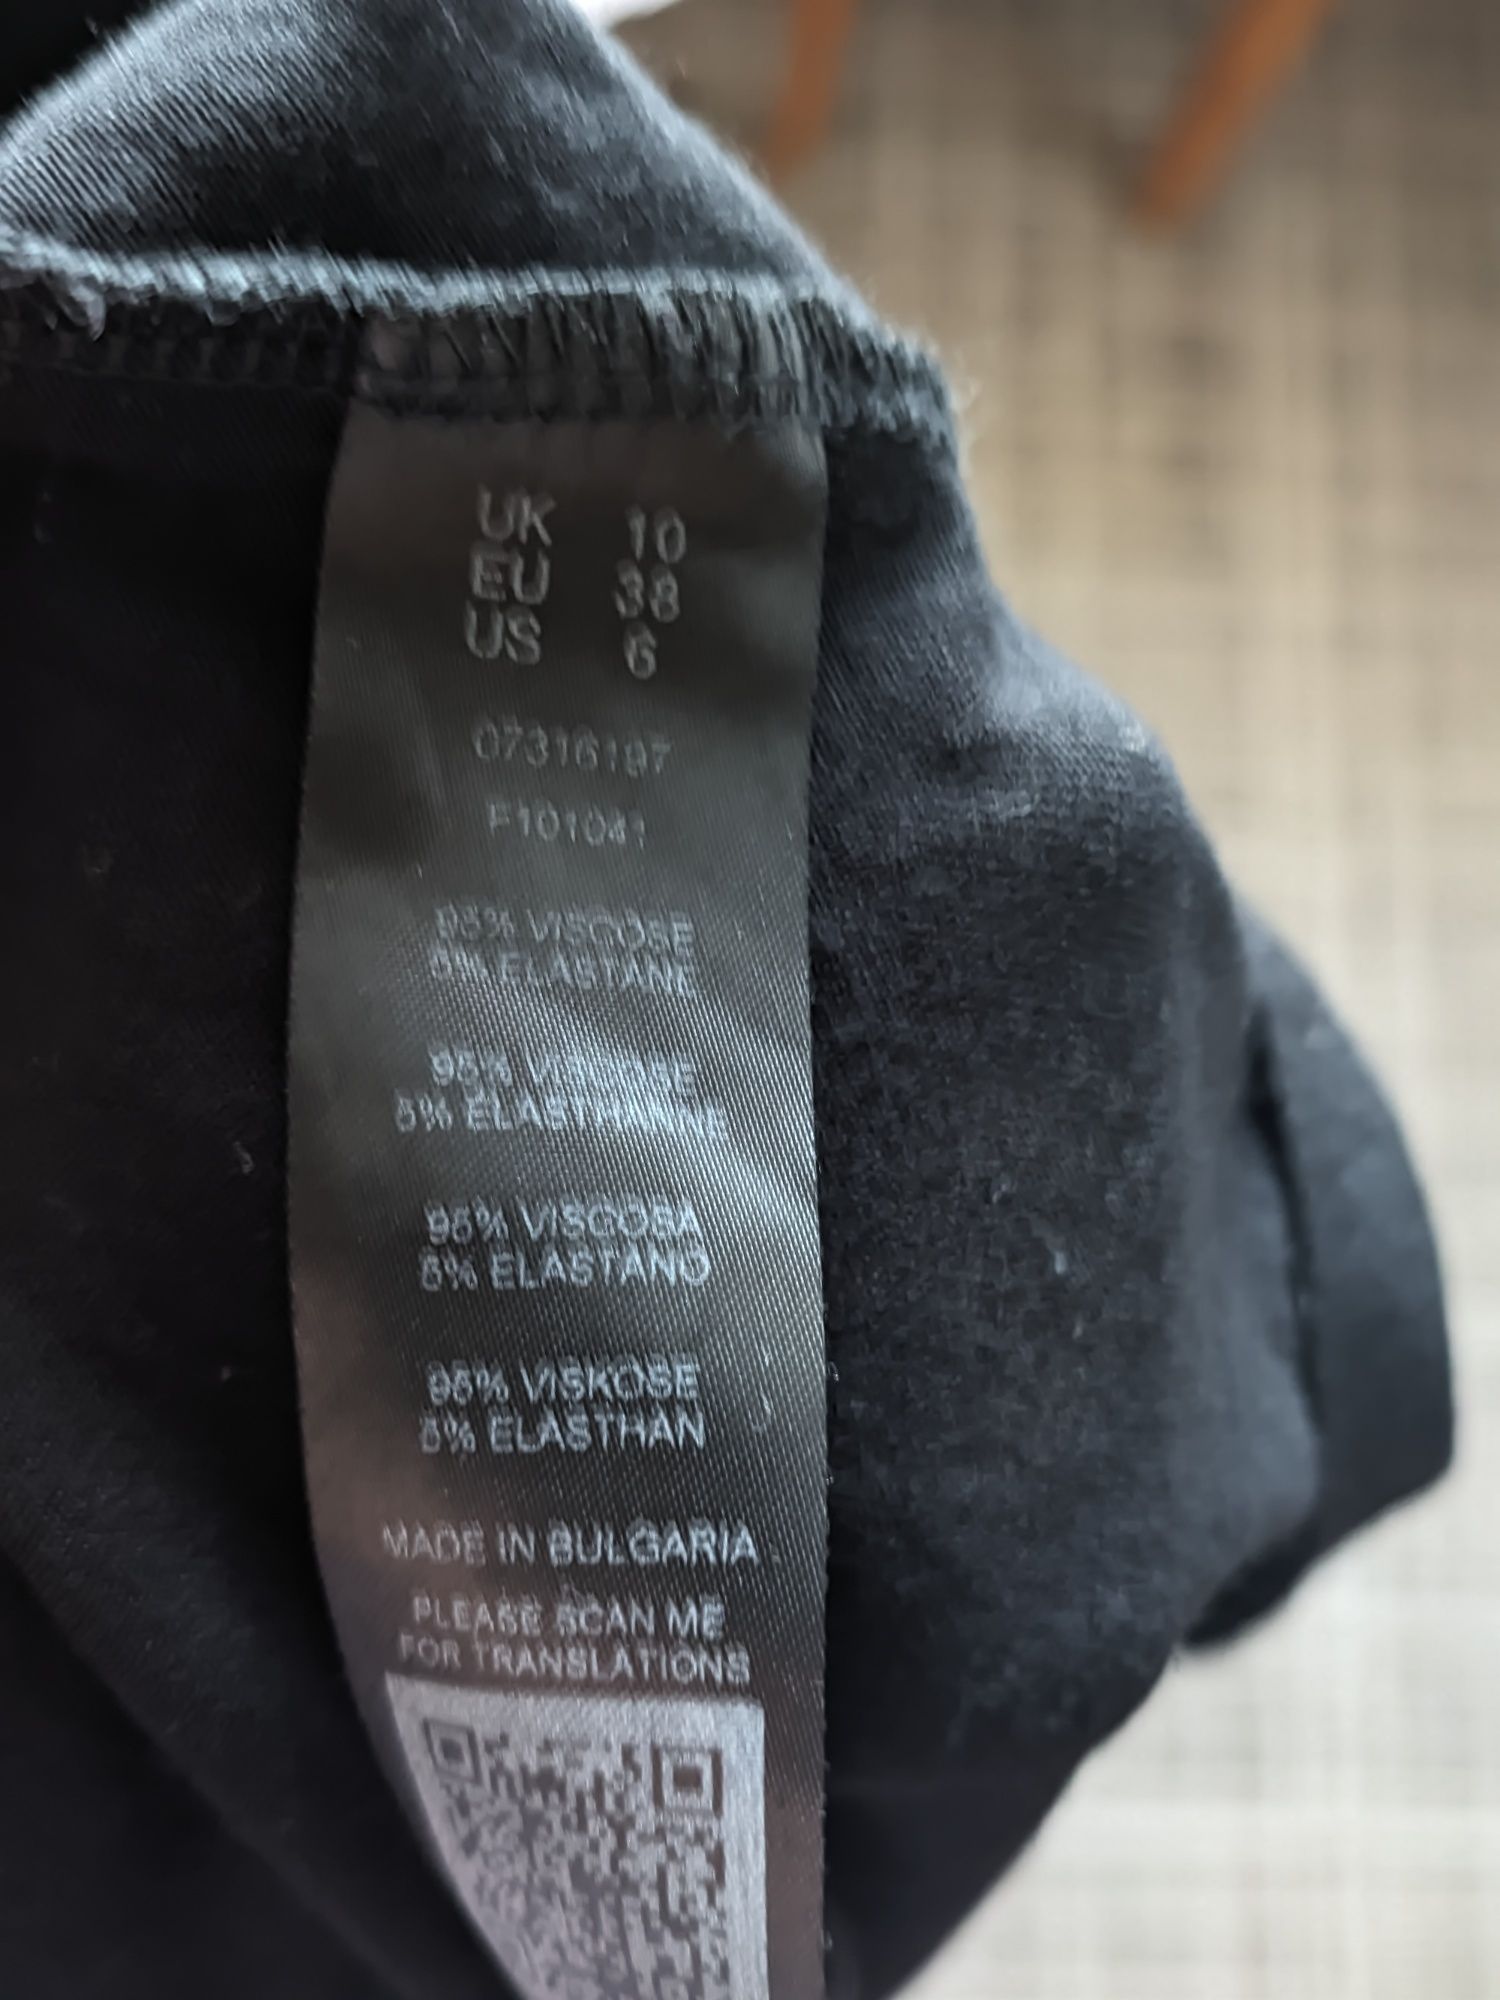 UK 10
EU 38
US 6
07316197
F101041
95% VISCOSE
5% ELASTANE
95% VISCOSE
5% ELASTHANNE
95% VISCOSA
5% ELASTANO
95% VISKOSE
5% ELASTHAN
MADE IN BULGARIA
PLEASE SCAN ME
FOR TRANSLATIONS